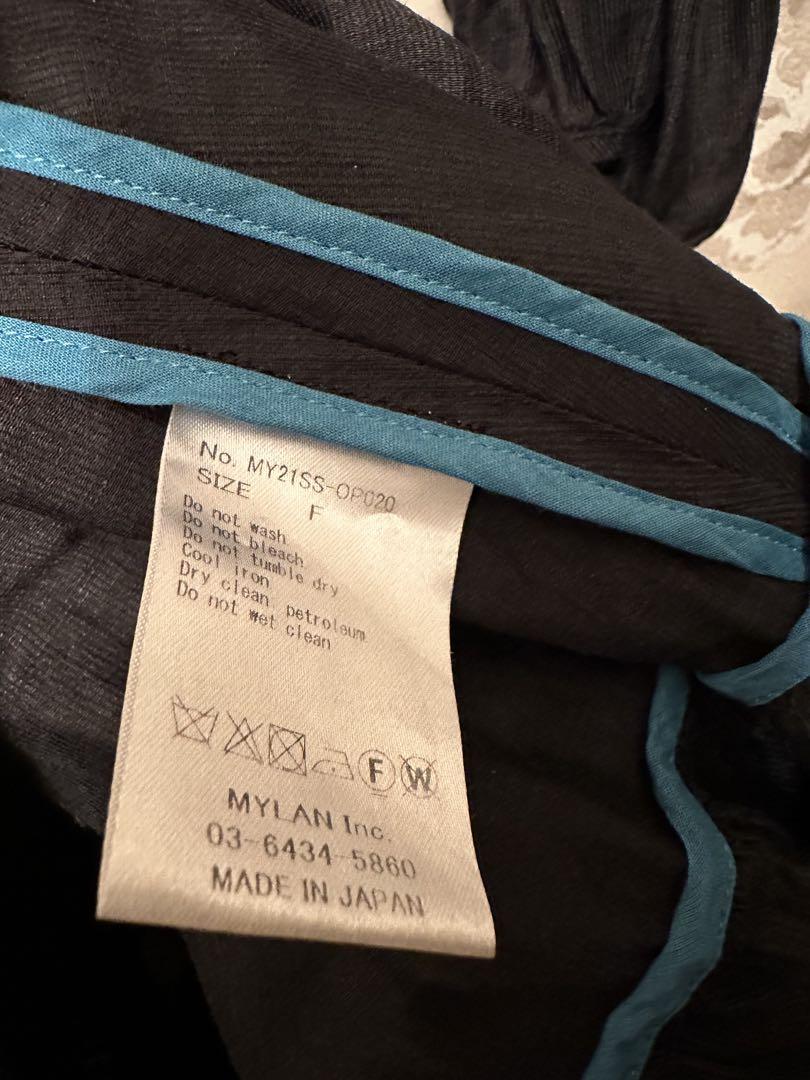 No. MY21SS-OP020
SIZE F
Do not wash
Do not bleach
Do not tumble dry
Cool iron
Dry clean, petroleum
Do not wet clean
F W
MYLAN Inc.
03-6434-5860
MADE IN JAPAN